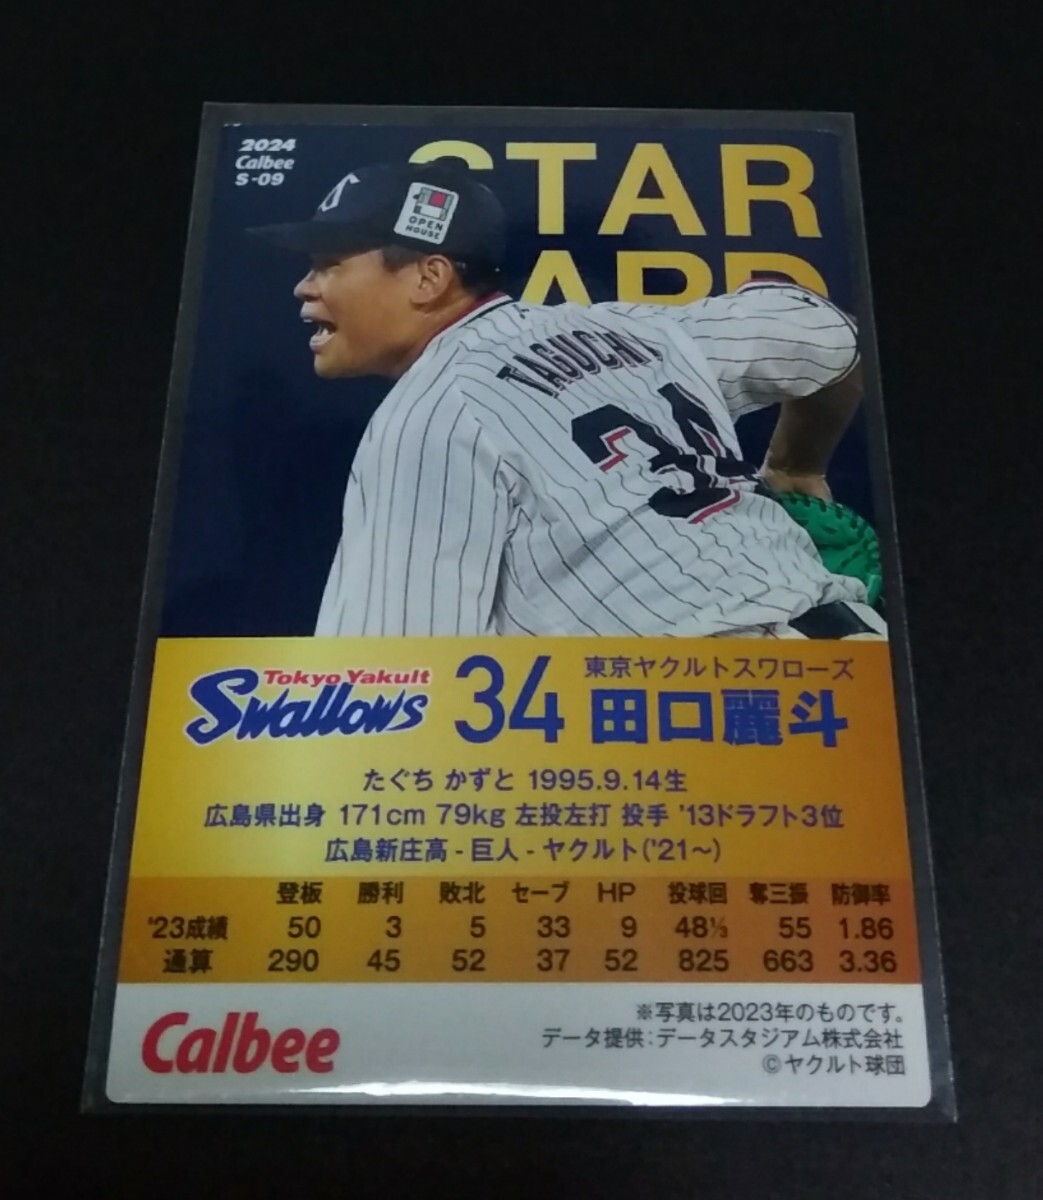 2024
Calbee
S-09
STAR
CARD
OPEN
HOUSE
TAGUCHI
34
Tokyo Yakult
Swallows
34
東京ヤクルトスワローズ
田口麗斗
たぐち かずと 1995.9.14生
広島県出身 171cm 79kg 左投左打 投手 '13ドラフト3位
広島新庄高 - 巨人 - ヤクルト('21〜)
登板 勝利 敗北 セーブ HP 投球回 奪三振 防御率
'23成績 50 3 5 33 9 48⅓ 55 1.86
通算 290 45 52 37 52 825 663 3.36
Calbee
※写真は2023年のものです。
データ提供：データスタジアム株式会社
©ヤクルト球団